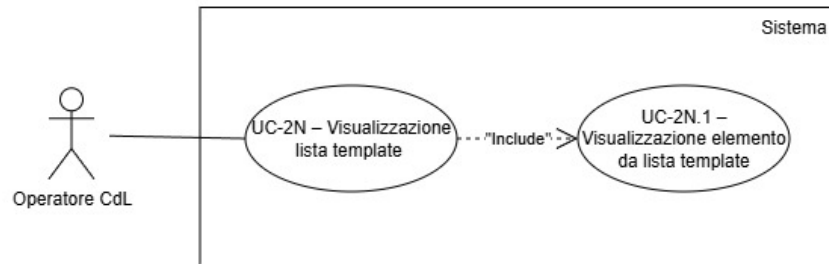 Sistema
UC-2N – Visualizzazione
lista template
"Include"
UC-2N.1 –
Visualizzazione elemento
da lista template
Operatore CdL